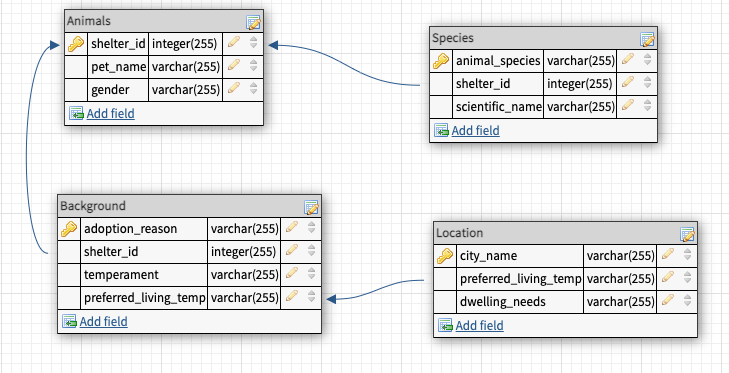 Animals
shelter_id integer(255)
pet_name varchar(255)
gender varchar(255)
Add field
Species
animal_species varchar(255)
shelter_id integer(255)
scientific_name varchar(255)
Add field
Background
adoption_reason varchar(255)
shelter_id integer(255)
temperament varchar(255)
preferred_living_temp varchar(255)
Add field
Location
city_name varchar(255)
preferred_living_temp varchar(255)
dwelling_needs varchar(255)
Add field